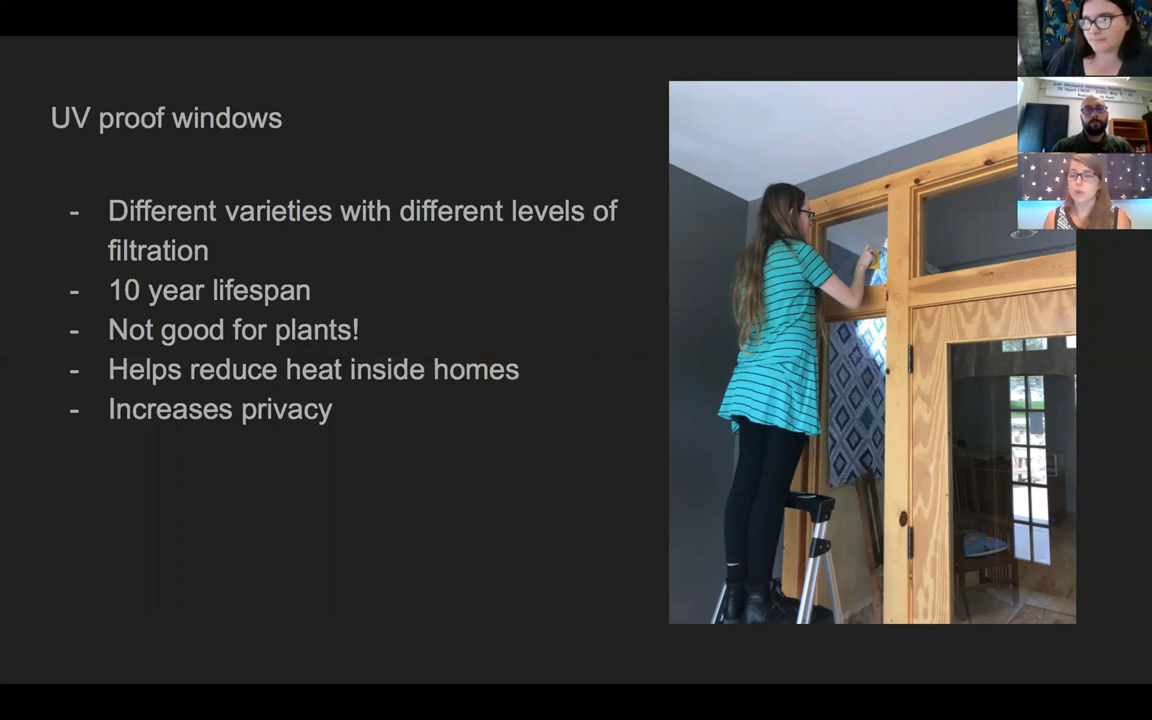 UV proof windows
- Different varieties with different levels of
filtration
- 10 year lifespan
- Not good for plants!
- Helps reduce heat inside homes
- Increases privacy